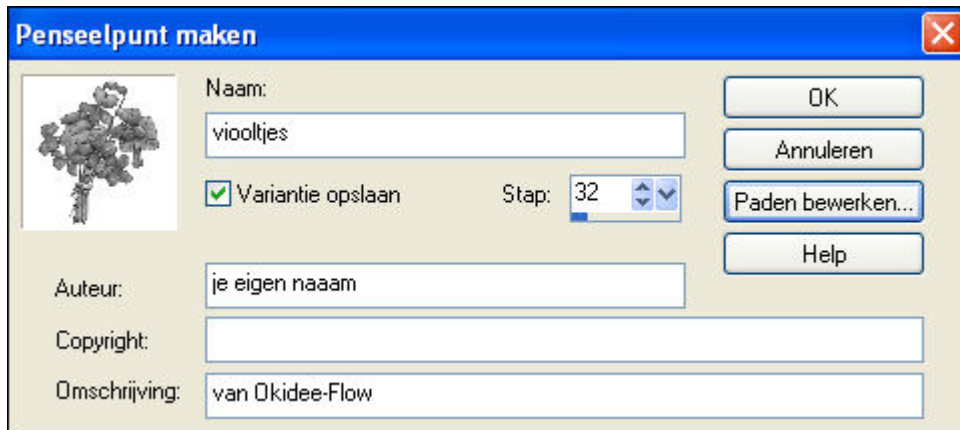 Penseelpunt maken
Naam:
viooltjes
Variantie opslaan
Stap: 32
OK
Annuleren
Paden bewerken...
Help
Auteur: je eigen naaam
Copyright:
Omschrijving: van Okidee-Flow